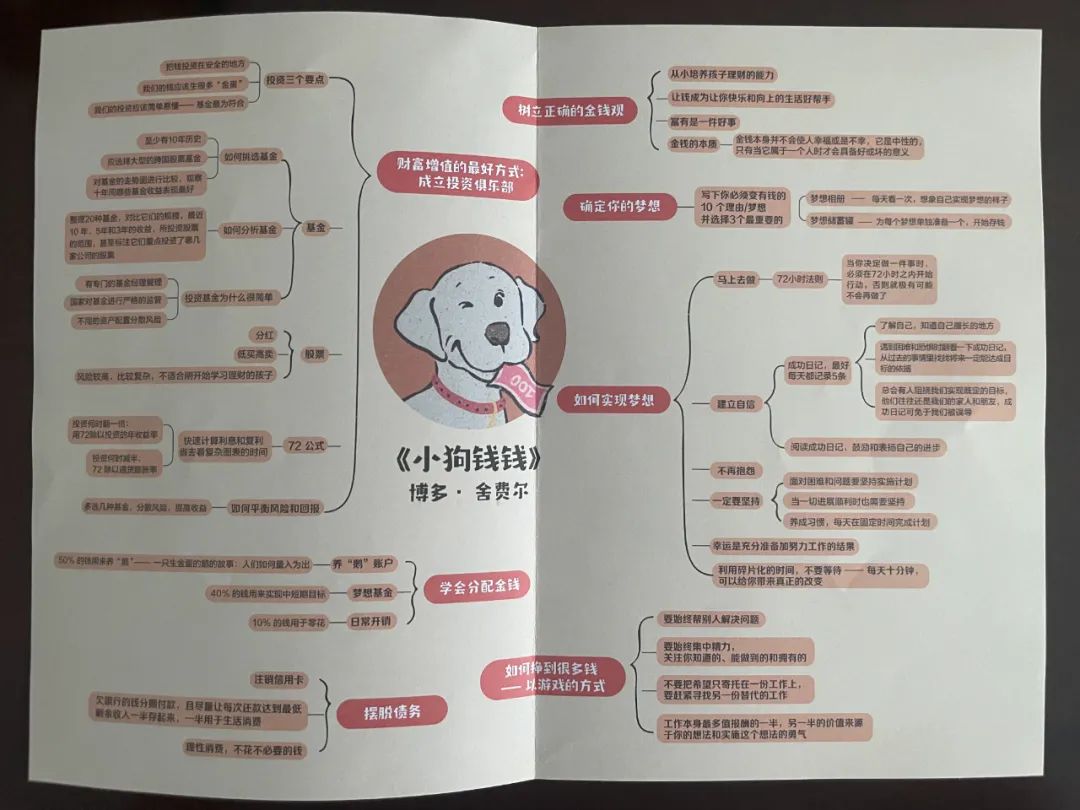 《小狗钱钱》
博多·舍费尔
树立正确的金钱观
从小培养孩子理财的能力
让钱成为让你快乐和向上的生活好帮手
富有是一件好事
金钱的本质
金钱本身并不会使人幸福或是不幸，它是中性的，
只有当它属于一个人时才会具备好或坏的意义
确定你的梦想
写下你必须变有钱的
10 个理由/梦想
并选择3个最重要的
梦想相册 —— 每天看一次，想象自己实现梦想的样子
梦想储蓄罐 —— 为每个梦想单独准备一个，开始存钱
如何实现梦想
马上去做
72小时法则
当你决定做一件事时，
必须在72小时之内开始
行动，否则就极有可能
不会再做了
建立自信
成功日记，最好
每天都记录5条
了解自己，知道自己擅长的地方
遇到困难和恐惧时翻看一下成功日记，
从过去的事情里找找将来一定能达成目
标的依据
总会有人阻挠我们实现既定的目标，
他们往往还是我们的家人和朋友，成
功日记可免于我们被误导
阅读成功日记、鼓励和表扬自己的进步
不再抱怨
一定要坚持
面对困难和问题要坚持实施计划
当一切进展顺利时也需要坚持
养成习惯，每天在固定时间完成计划
幸运是充分准备加努力工作的结果
利用碎片化的时间，不要等待 —— 每天十分钟，
可以给你带来真正的改变
如何挣到很多钱
—— 以游戏的方式
要始终帮别人解决问题
要始终集中精力，
关注你知道的、能做到的和拥有的
不要把希望只寄托在一份工作上，
要赶紧寻找另一份替代的工作
工作本身最多值报酬的一半，另一半的价值来源
于你的想法和实施这个想法的勇气
财富增值的最好方式：
成立投资俱乐部
投资三个要点
把钱投资在安全的地方
我们的钱应该生很多“金蛋”
我们的投资应该简单易懂—— 基金最为符合
基金
如何挑选基金
至少有10年历史
应选择大型的跨国股票基金
对基金的走势图进行比较，观察
十年间哪些基金收益表现最好
如何分析基金
整理20种基金，对比它们的规模，最近
10 年、5年和3年的收益，所投资股票
的范围，甚至标注它们重点投资了哪几
家公司的股票
投资基金为什么很简单
有专门的基金经理管理
国家对基金进行严格的监管
不同的资产配置分散风险
股票
分红
低买高卖
风险较高，比较复杂，不适合刚开始学习理财的孩子
72 公式
快速计算利息和复利
省去看复杂图表的时间
投资何时翻一倍：
用72除以投资的年收益率
投资何时减半，
72 除以通货膨胀率
如何平衡风险和回报
多选几种基金，分散风险，提高收益
学会分配金钱
养“鹅”账户
50% 的钱用来养“鹅”—— 一只生金蛋的鹅的故事：人们如何量入为出
梦想基金
40% 的钱用来实现中短期目标
日常开销
10% 的钱用于零花
摆脱债务
注销信用卡
欠银行的钱分期付款，且尽量让每次还款达到最低
剩余收入一半存起来，一半用于生活消费
理性消费，不花不必要的钱
100